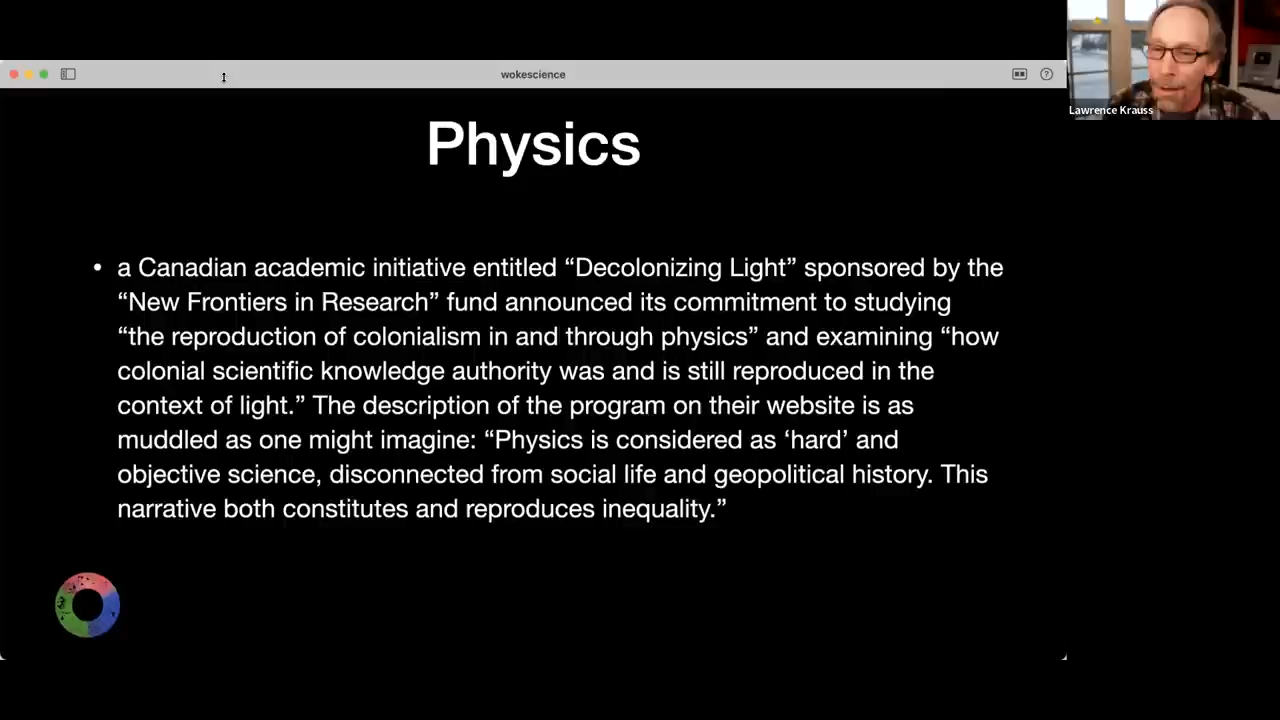 wokescience
Lawrence Krauss
Physics
• a Canadian academic initiative entitled “Decolonizing Light” sponsored by the
“New Frontiers in Research” fund announced its commitment to studying
“the reproduction of colonialism in and through physics” and examining “how
colonial scientific knowledge authority was and is still reproduced in the
context of light.” The description of the program on their website is as
muddled as one might imagine: “Physics is considered as ‘hard’ and
objective science, disconnected from social life and geopolitical history. This
narrative both constitutes and reproduces inequality.”